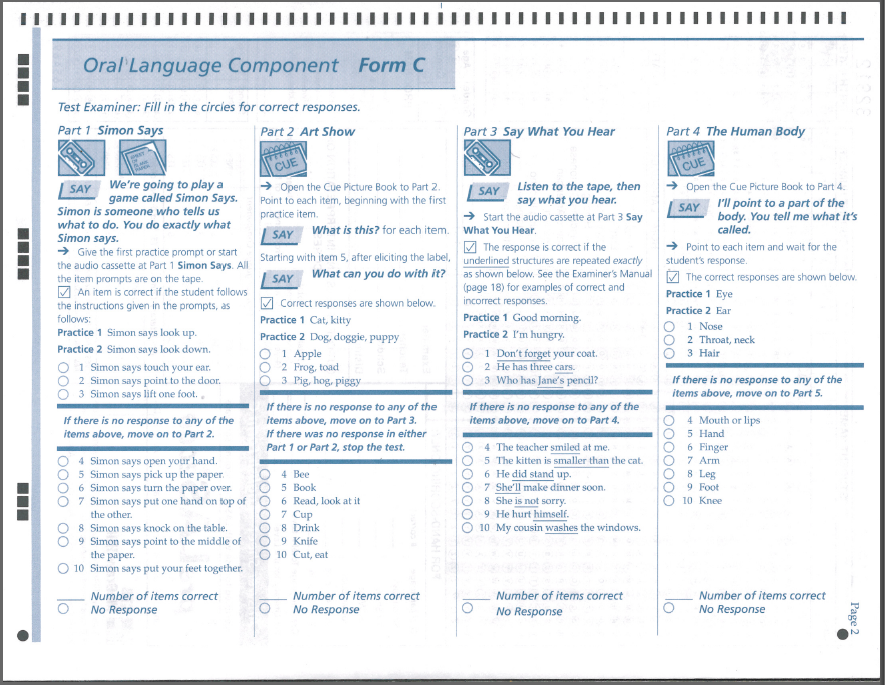 Oral Language Component Form C
Test Examiner: Fill in the circles for correct responses.
Part 1 Simon Says
SAY We're going to play a
game called Simon Says.
Simon is someone who tells us
what to do. You do exactly what
Simon says.
→ Give the first practice prompt or start
the audio cassette at Part 1 Simon Says. All
the item prompts are on the tape.
☑ An item is correct if the student follows
the instructions given in the prompts, as
follows:
Practice 1 Simon says look up.
Practice 2 Simon says look down.
1 Simon says touch your ear.
2 Simon says point to the door.
3 Simon says lift one foot.
If there is no response to any of the
items above, move on to Part 2.
4 Simon says open your hand.
5 Simon says pick up the paper.
6 Simon says turn the paper over.
7 Simon says put one hand on top of
the other.
8 Simon says knock on the table.
9 Simon says point to the middle of
the paper.
10 Simon says put your feet together.
Number of items correct
No Response
Part 2 Art Show
CUE
→ Open the Cue Picture Book to Part 2.
Point to each item, beginning with the first
practice item.
SAY What is this? for each item.
Starting with item 5, after eliciting the label,
SAY What can you do with it?
☑ Correct responses are shown below.
Practice 1 Cat, kitty
Practice 2 Dog, doggie, puppy
1 Apple
2 Frog, toad
3 Pig, hog, piggy
If there is no response to any of the
items above, move on to Part 3.
If there was no response in either
Part 1 or Part 2, stop the test.
4 Bee
5 Book
6 Read, look at it
7 Cup
8 Drink
9 Knife
10 Cut, eat
Number of items correct
No Response
Part 3 Say What You Hear
SAY Listen to the tape, then
say what you hear.
→ Start the audio cassette at Part 3 Say
What You Hear.
☑ The response is correct if the
underlined structures are repeated exactly
as shown below. See the Examiner's Manual
(page 18) for examples of correct and
incorrect responses.
Practice 1 Good morning.
Practice 2 I'm hungry.
1 Don't forget your coat.
2 He has three cars.
3 Who has Jane's pencil?
If there is no response to any of the
items above, move on to Part 4.
4 The teacher smiled at me.
5 The kitten is smaller than the cat.
6 He did stand up.
7 She'll make dinner soon.
8 She is not sorry.
9 He hurt himself.
10 My cousin washes the windows.
Number of items correct
No Response
Part 4 The Human Body
CUE
→ Open the Cue Picture Book to Part 4.
SAY I'll point to a part of the
body. You tell me what it's
called.
→ Point to each item and wait for the
student's response.
☑ The correct responses are shown below.
Practice 1 Eye
Practice 2 Ear
1 Nose
2 Throat, neck
3 Hair
If there is no response to any of the
items above, move on to Part 5.
4 Mouth or lips
5 Hand
6 Finger
7 Arm
8 Leg
9 Foot
10 Knee
Number of items correct
No Response
Page 2